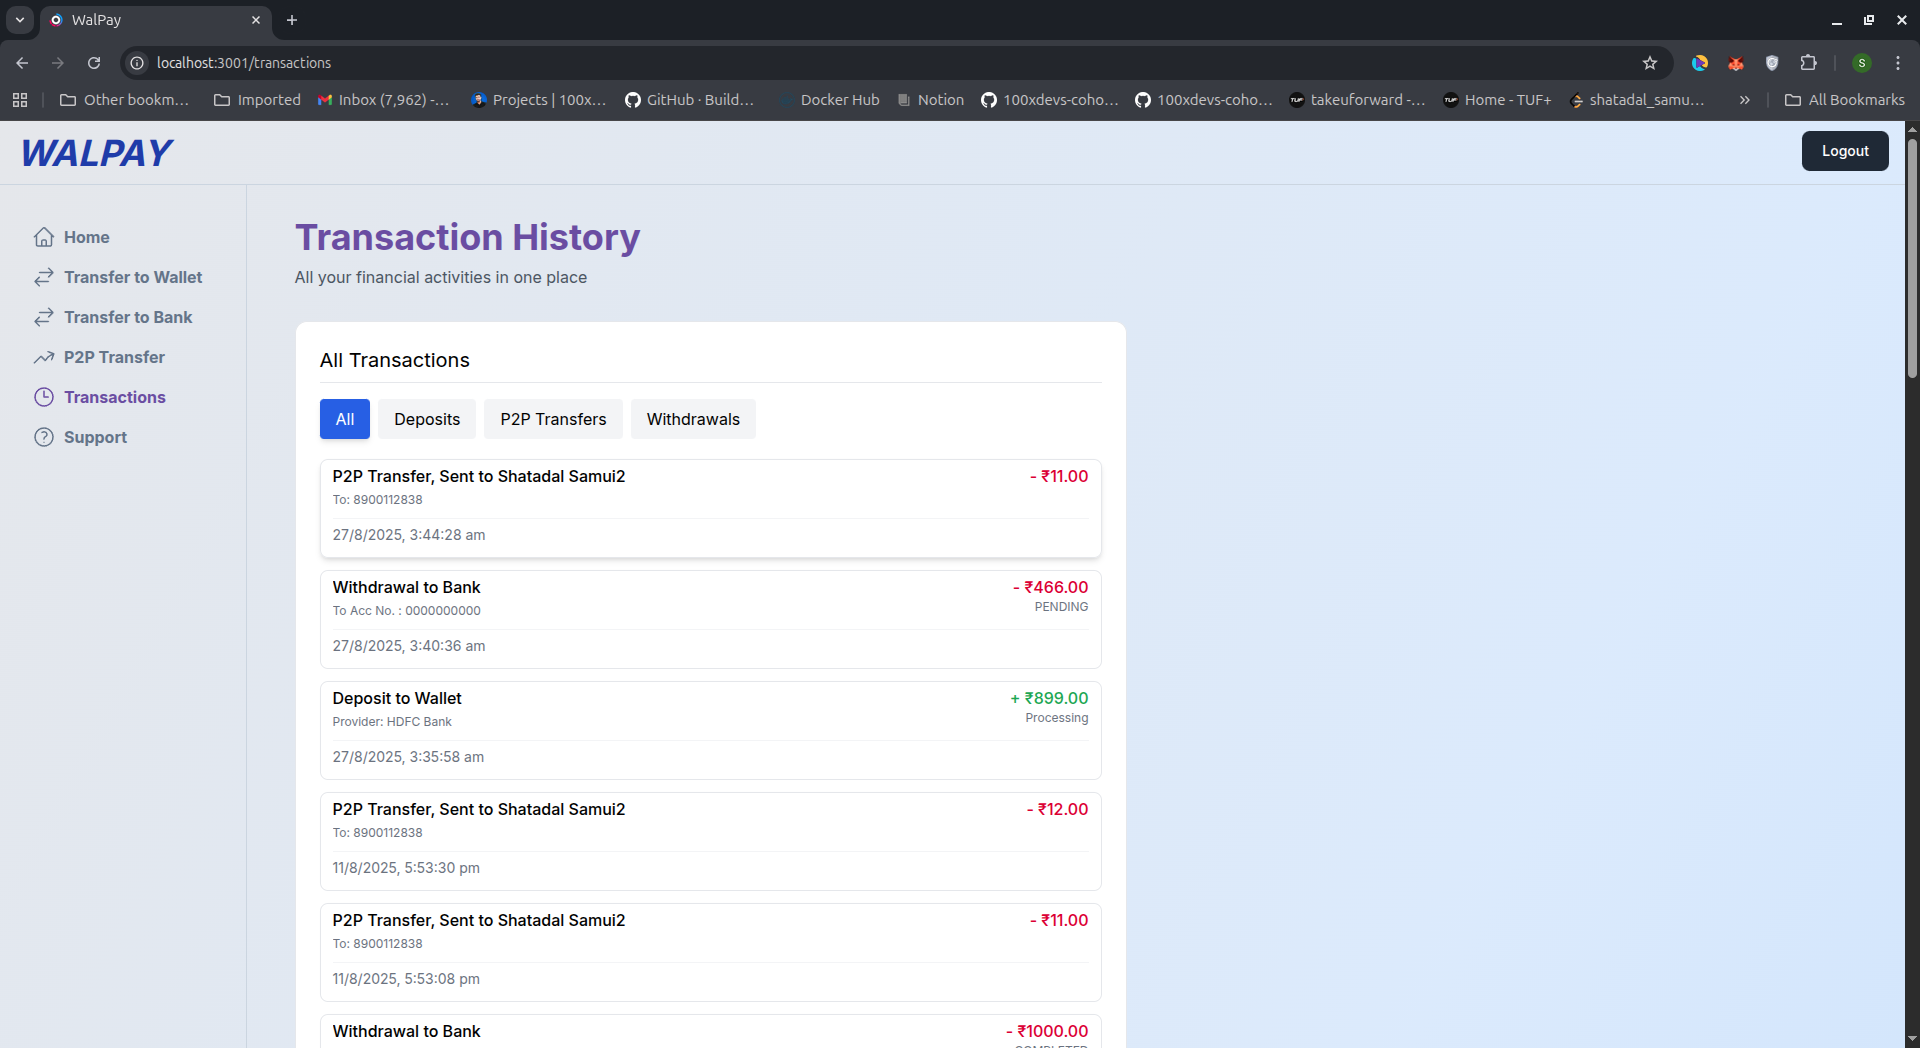 WalPay
localhost:3001/transactions
Other bookm...
Imported
Inbox (7,962) -...
Projects | 100x...
GitHub · Build...
Docker Hub
Notion
100xdevs-coho...
100xdevs-coho...
takeuforward -...
Home - TUF+
shatadal_samu...
All Bookmarks
S
WALPAY
Logout
Home
Transfer to Wallet
Transfer to Bank
P2P Transfer
Transactions
Support
Transaction History
All your financial activities in one place
All Transactions
All
Deposits
P2P Transfers
Withdrawals
P2P Transfer, Sent to Shatadal Samui2
- ₹11.00
To: 8900112838
27/8/2025, 3:44:28 am
Withdrawal to Bank
- ₹466.00
To Acc No. : 0000000000
PENDING
27/8/2025, 3:40:36 am
Deposit to Wallet
+ ₹899.00
Provider: HDFC Bank
Processing
27/8/2025, 3:35:58 am
P2P Transfer, Sent to Shatadal Samui2
- ₹12.00
To: 8900112838
11/8/2025, 5:53:30 pm
P2P Transfer, Sent to Shatadal Samui2
- ₹11.00
To: 8900112838
11/8/2025, 5:53:08 pm
Withdrawal to Bank
- ₹1000.00
COMPLETED